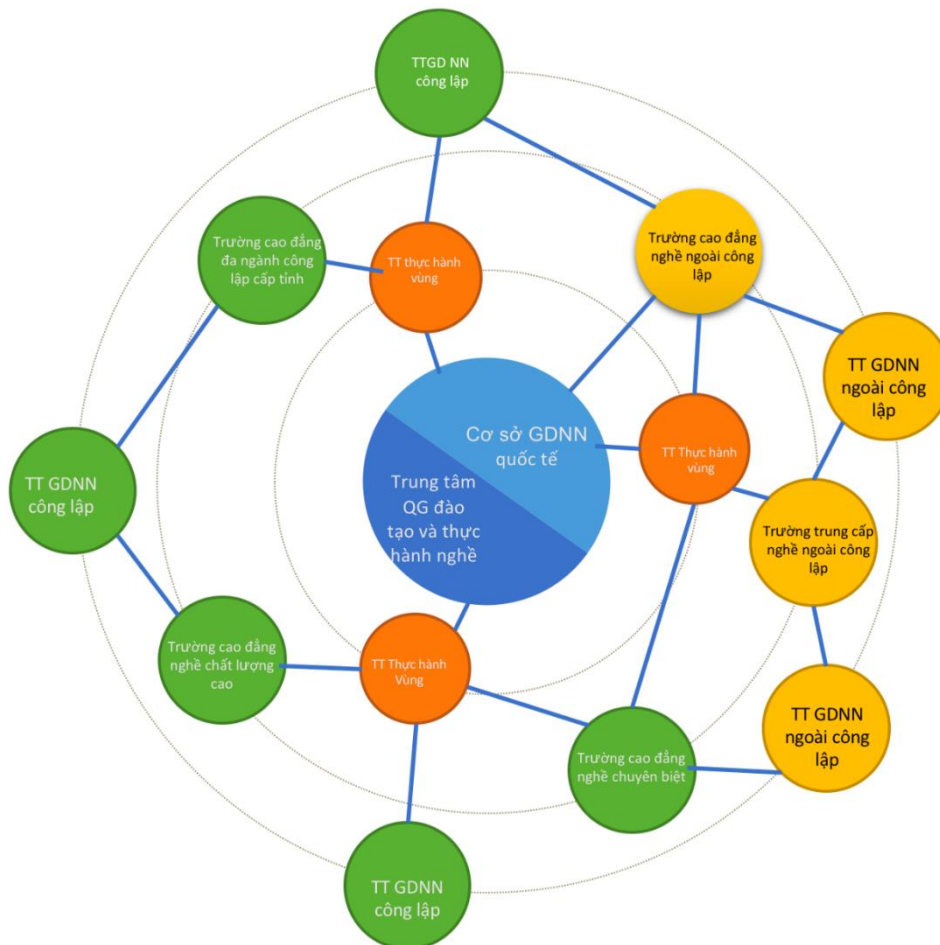 TTGD NN
công lập
Trường cao đẳng
đa ngành công
lập cấp tỉnh
TT thực hành
vùng
Trường cao đẳng
nghề ngoài công
lập
TT GDNN
ngoài công
lập
Cơ sở GDNN
quốc tế
TT Thực hành
vùng
TT GDNN
công lập
Trung tâm
QG đào
tạo và thực
hành nghề
Trường trung cấp
nghề ngoài công
lập
Trường cao đẳng
nghề chất lượng
cao
TT Thực hành
Vùng
TT GDNN
ngoài công
lập
Trường cao đẳng
nghề chuyên biệt
TT GDNN
công lập